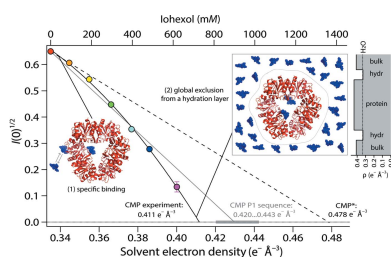 Iohexol (mM)
0 200 400 600 800 1000 1200 1400
I(0)^1/2
0.6
0.5
0.4
0.3
0.2
0.1
0.0
(2) global exclusion
from a hydration layer
(1) specific binding
CMP experiment:
0.411 e⁻ Å⁻³
CMP P1 sequence:
0.420...0.443 e⁻ Å⁻³
CMP*:
0.478 e⁻ Å⁻³
0.34 0.36 0.38 0.40 0.42 0.44 0.46 0.48
Solvent electron density (e⁻ Å⁻³)
bulk
hydr
protein
hydr
bulk
0.4 0.3 0.2 0.1
ρ (e⁻ Å⁻³)